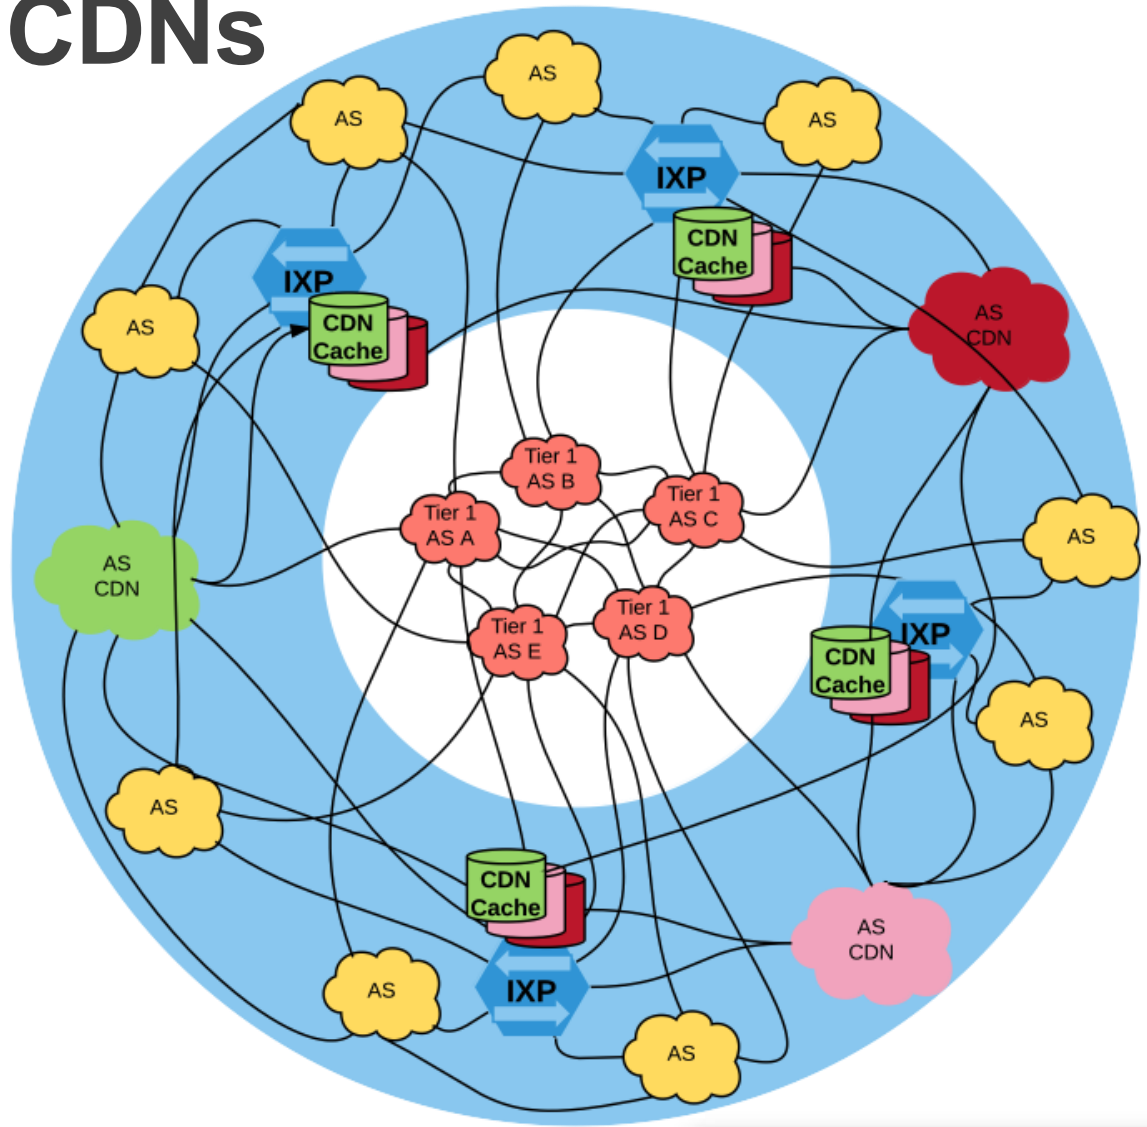 CDNs
AS
AS
AS
IXP
CDN
Cache
IXP
CDN
Cache
AS
AS
CDN
Tier 1
AS B
Tier 1
AS C
Tier 1
AS A
AS
AS
CDN
Tier 1
AS E
Tier 1
AS D
IXP
CDN
Cache
AS
AS
CDN
Cache
AS
CDN
AS
IXP
AS